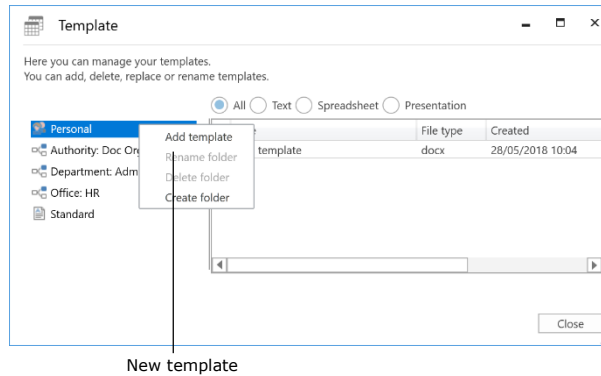 Template
Here you can manage your templates.
You can add, delete, replace or rename templates.
All Text Spreadsheet Presentation
File type Created
Personal
Add template
template docx 28/05/2018 10:04
Authority: Doc
Rename folder
Department:
Delete folder
Office: HR
Create folder
Standard
Close
New template